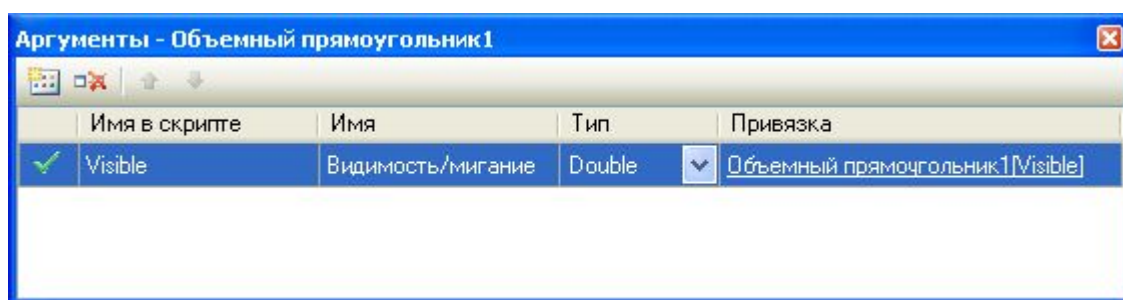 Аргументы - Объемный прямоугольник1
Имя в скрипте Имя Тип Привязка
Visible Видимость/мигание Double Объемный прямоугольник1[Visible]